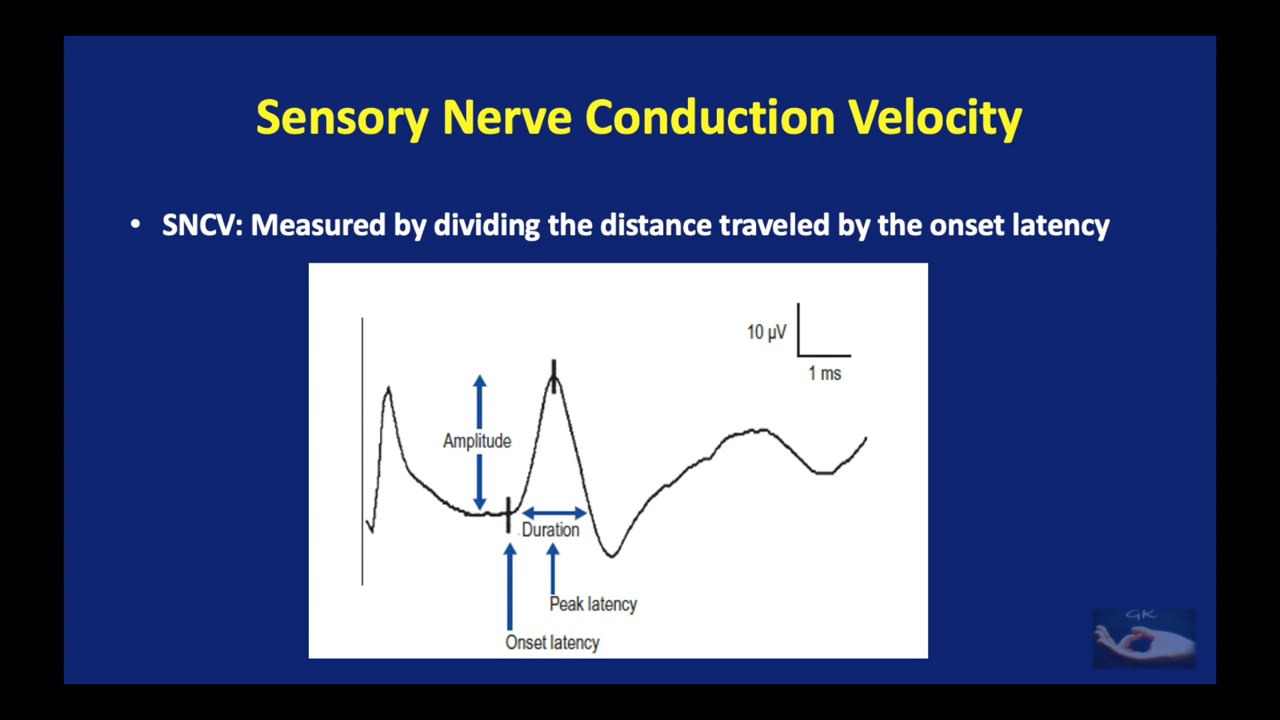 Sensory Nerve Conduction Velocity
• SNCV: Measured by dividing the distance traveled by the onset latency
10 µV
1 ms
Amplitude
Duration
Peak latency
Onset latency
GK